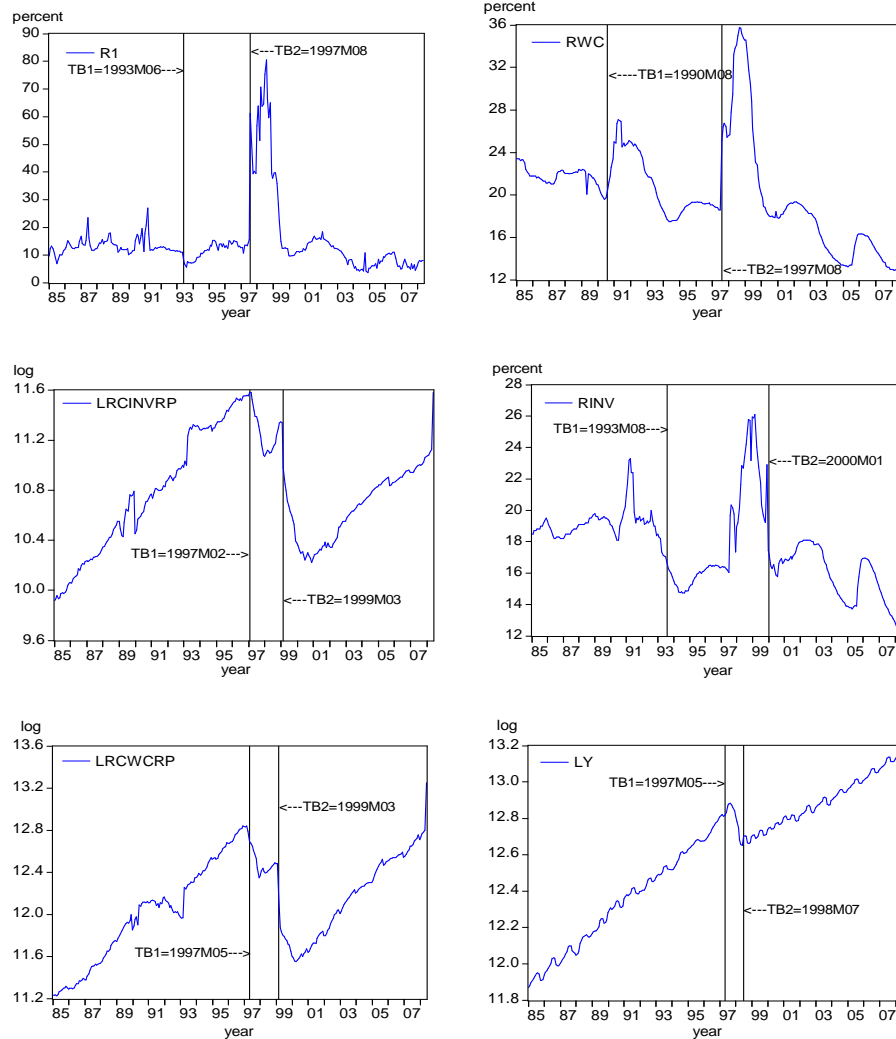 percent
R1
TB1=1993M06--->
<---TB2=1997M08
90
80
70
60
50
40
30
20
10
0
85 87 89 91 93 95 97 99 01 03 05 07
year
percent
RWC
<----TB1=1990M08
<---TB2=1997M08
36
32
28
24
20
16
12
85 87 89 91 93 95 97 99 01 03 05 07
year
log
LRCINVRP
TB1=1997M02--->
<---TB2=1999M03
11.6
11.2
10.8
10.4
10.0
9.6
85 87 89 91 93 95 97 99 01 03 05 07
year
percent
RINV
TB1=1993M08--->
<---TB2=2000M01
28
26
24
22
20
18
16
14
12
85 87 89 91 93 95 97 99 01 03 05 07
year
log
LRCWCRP
<---TB2=1999M03
TB1=1997M05--->
13.6
13.2
12.8
12.4
12.0
11.6
11.2
85 87 89 91 93 95 97 99 01 03 05 07
year
log
LY
TB1=1997M05--->
<---TB2=1998M07
13.2
13.0
12.8
12.6
12.4
12.2
12.0
11.8
85 87 89 91 93 95 97 99 01 03 05 07
year